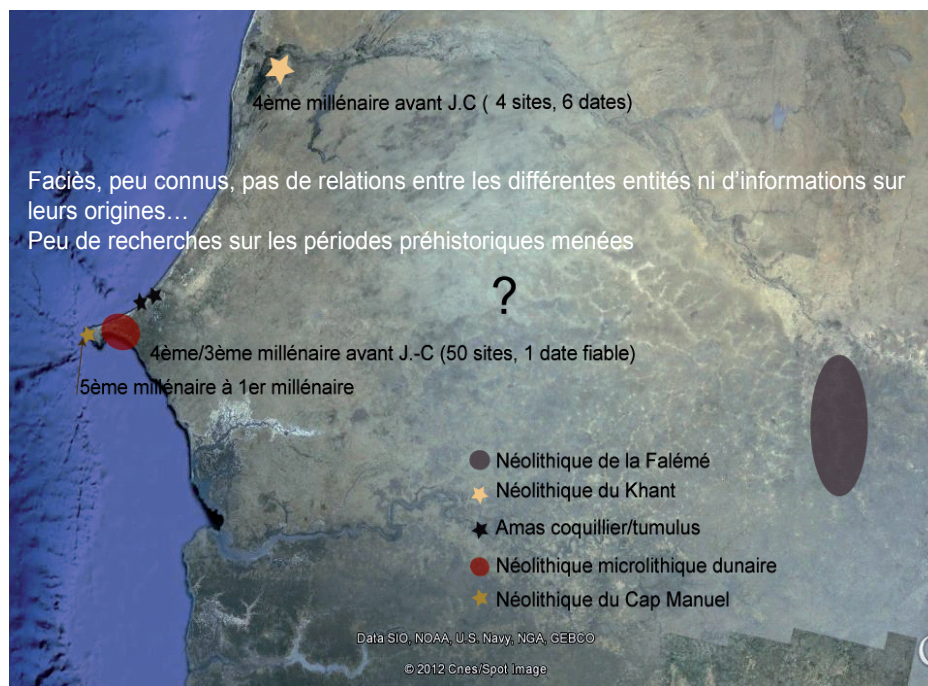 4ème millénaire avant J.C ( 4 sites, 6 dates)
Faciès, peu connus, pas de relations entre les différentes entités ni d'informations sur
leurs origines…
Peu de recherches sur les périodes préhistoriques menées
?
4ème/3ème millénaire avant J.-C (50 sites, 1 date fiable)
5ème millénaire à 1er millénaire
Néolithique de la Falémé
Néolithique du Khant
Amas coquillier/tumulus
Néolithique microlithique dunaire
Néolithique du Cap Manuel
Data SIO, NOAA, U.S. Navy, NGA, GEBCO
© 2012 Cnes/Spot Image